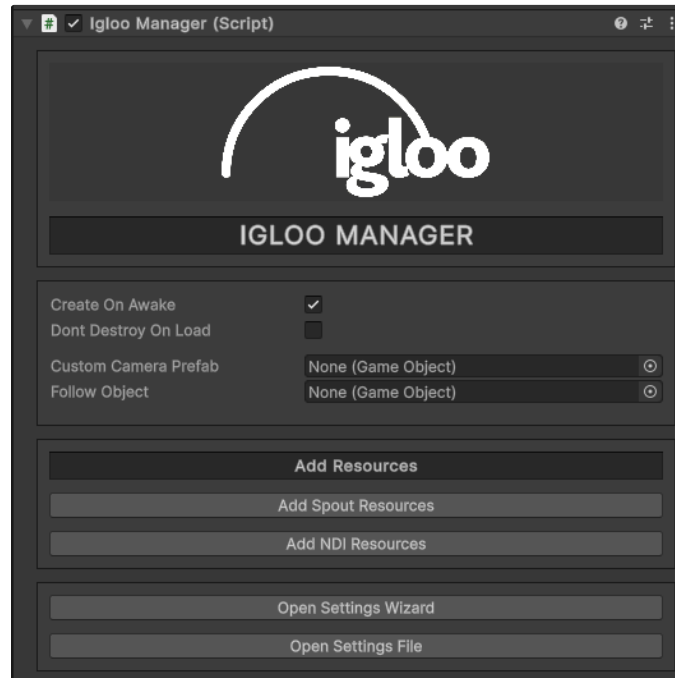 # Igloo Manager (Script)
igloo
IGLOO MANAGER
Create On Awake
Dont Destroy On Load
Custom Camera Prefab None (Game Object)
Follow Object None (Game Object)
Add Resources
Add Spout Resources
Add NDI Resources
Open Settings Wizard
Open Settings File